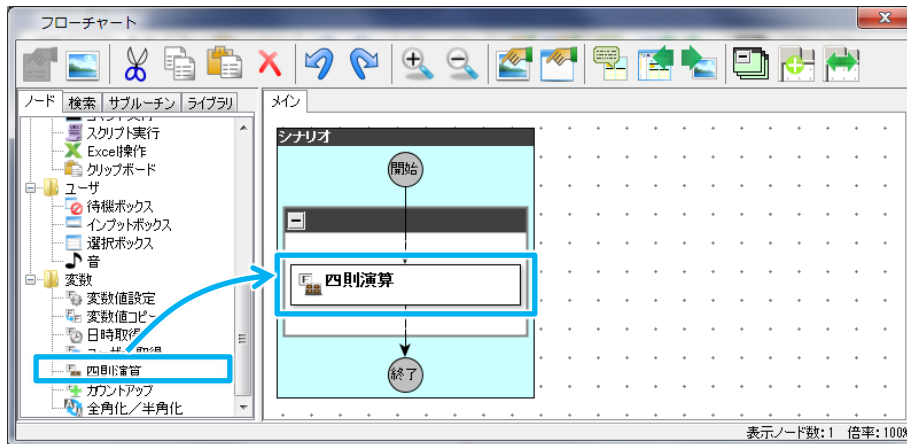 フローチャート
ノード 検索 サブルーチン ライブラリ
スクリプト実行
Excel操作
クリップボード
ユーザ
待機ボックス
インプットボックス
選択ボックス
音
変数
変数値設定
変数値コピー
日時取得
四則演算
カウントアップ
全角化/半角化
メイン
シナリオ
開始
四則演算
終了
表示ノード数:1 倍率:100%